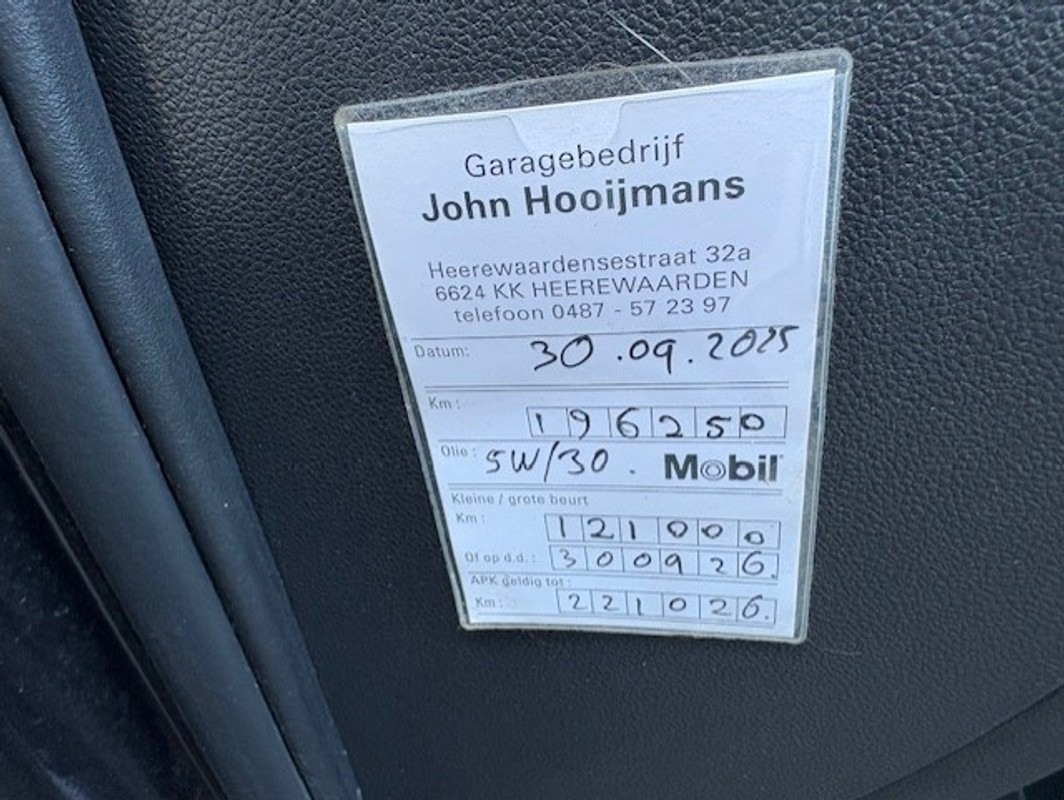 Garagebedrijf
John Hooijmans
Heerewaardensestraat 32a
6624 KK HEEREWAARDEN
telefoon 0487 - 57 23 97
Datum: 30.09.2025
Km: 196250
Olie: 5W/30. Mobil
Kleine / grote beurt
Km: 121000
Of op d.d.: 300926.
APK geldig tot:
Km: 221026.